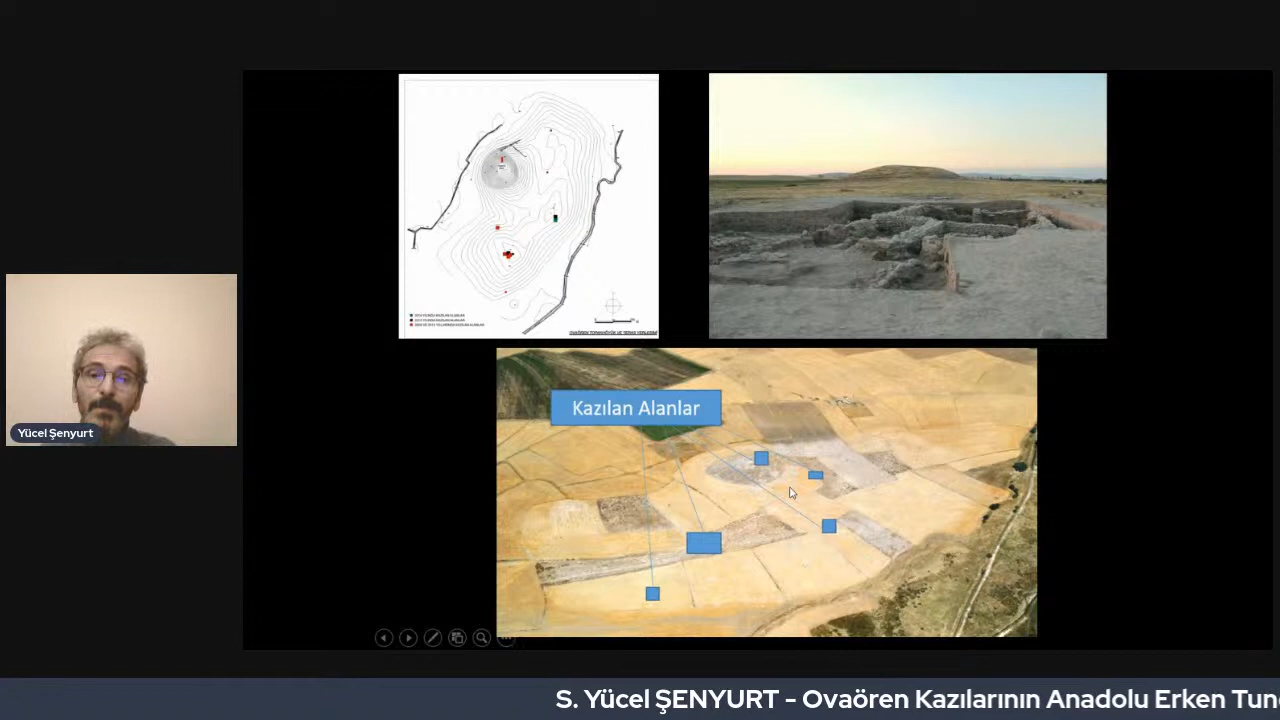 Kazılan Alanlar
Yücel Şenyurt
S. Yücel ŞENYURT - Ovaören Kazılarının Anadolu Erken Tun